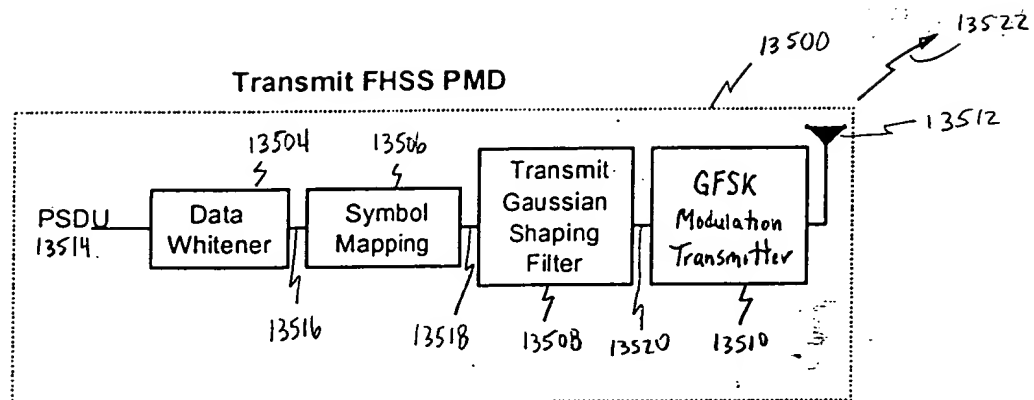 13522
13500
Transmit FHSS PMD
13512
13504
13506
PSDU
13514
Data
Whitener
Symbol
Mapping
Transmit
Gaussian
Shaping
Filter
GFSK
Modulation
Transmitter
13516
13518
13508
13520
13510